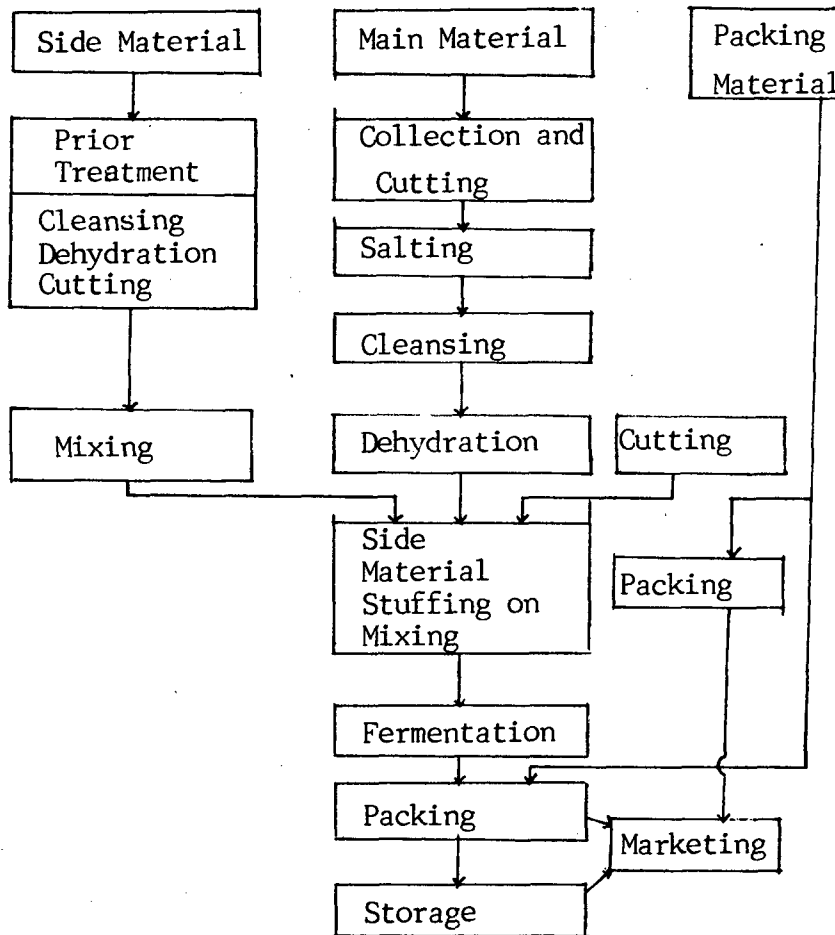 Side Material
Main Material
Packing
Material
Prior
Treatment
Cleansing
Dehydration
Cutting
Collection and
Cutting
Salting
Cleansing
Mixing
Dehydration
Cutting
Side
Material
Stuffing on
Mixing
Packing
Fermentation
Packing
Marketing
Storage